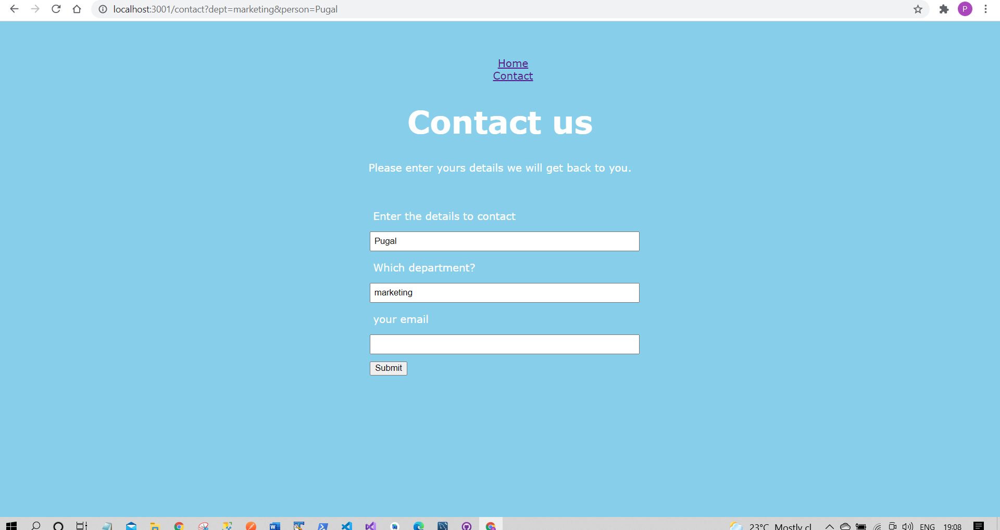 localhost:3001/contact?dept=marketing&person=Pugal
P
Home
Contact
Contact us
Please enter yours details we will get back to you.
Enter the details to contact
Pugal
Which department?
marketing
your email
Submit
23°C Mostly cl
ENG
19:08